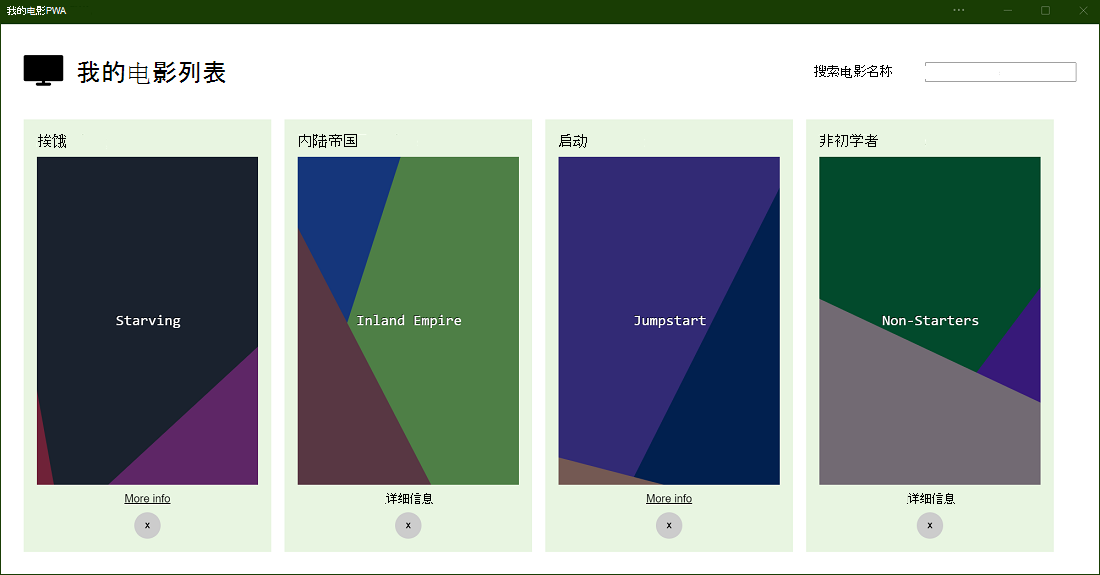 我的电影PWA
我的电影列表
搜索电影名称
挨饿
内陆帝国
启动
非初学者
Starving
Inland Empire
Jumpstart
Non-Starters
More info
详细信息
More info
详细信息
x
x
x
x